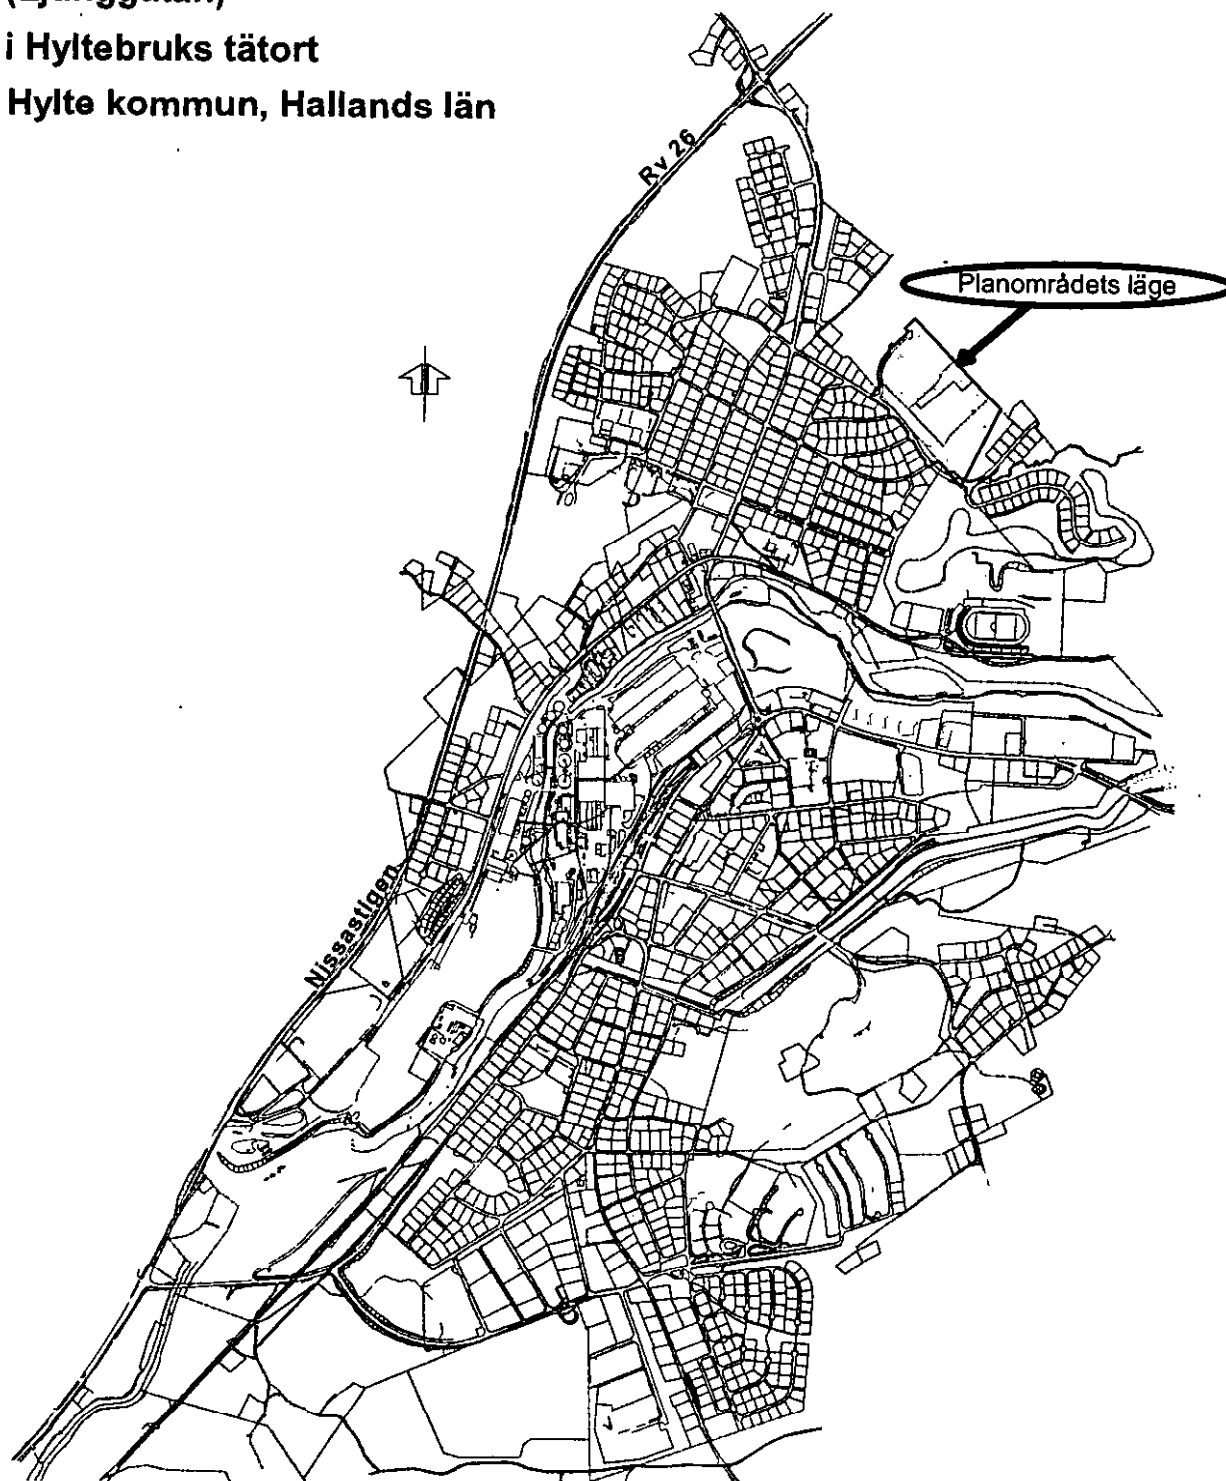 i Hyltebruks tätort
Hylte kommun, Hallands län
Rv 26
Planområdets läge
Nissastigen